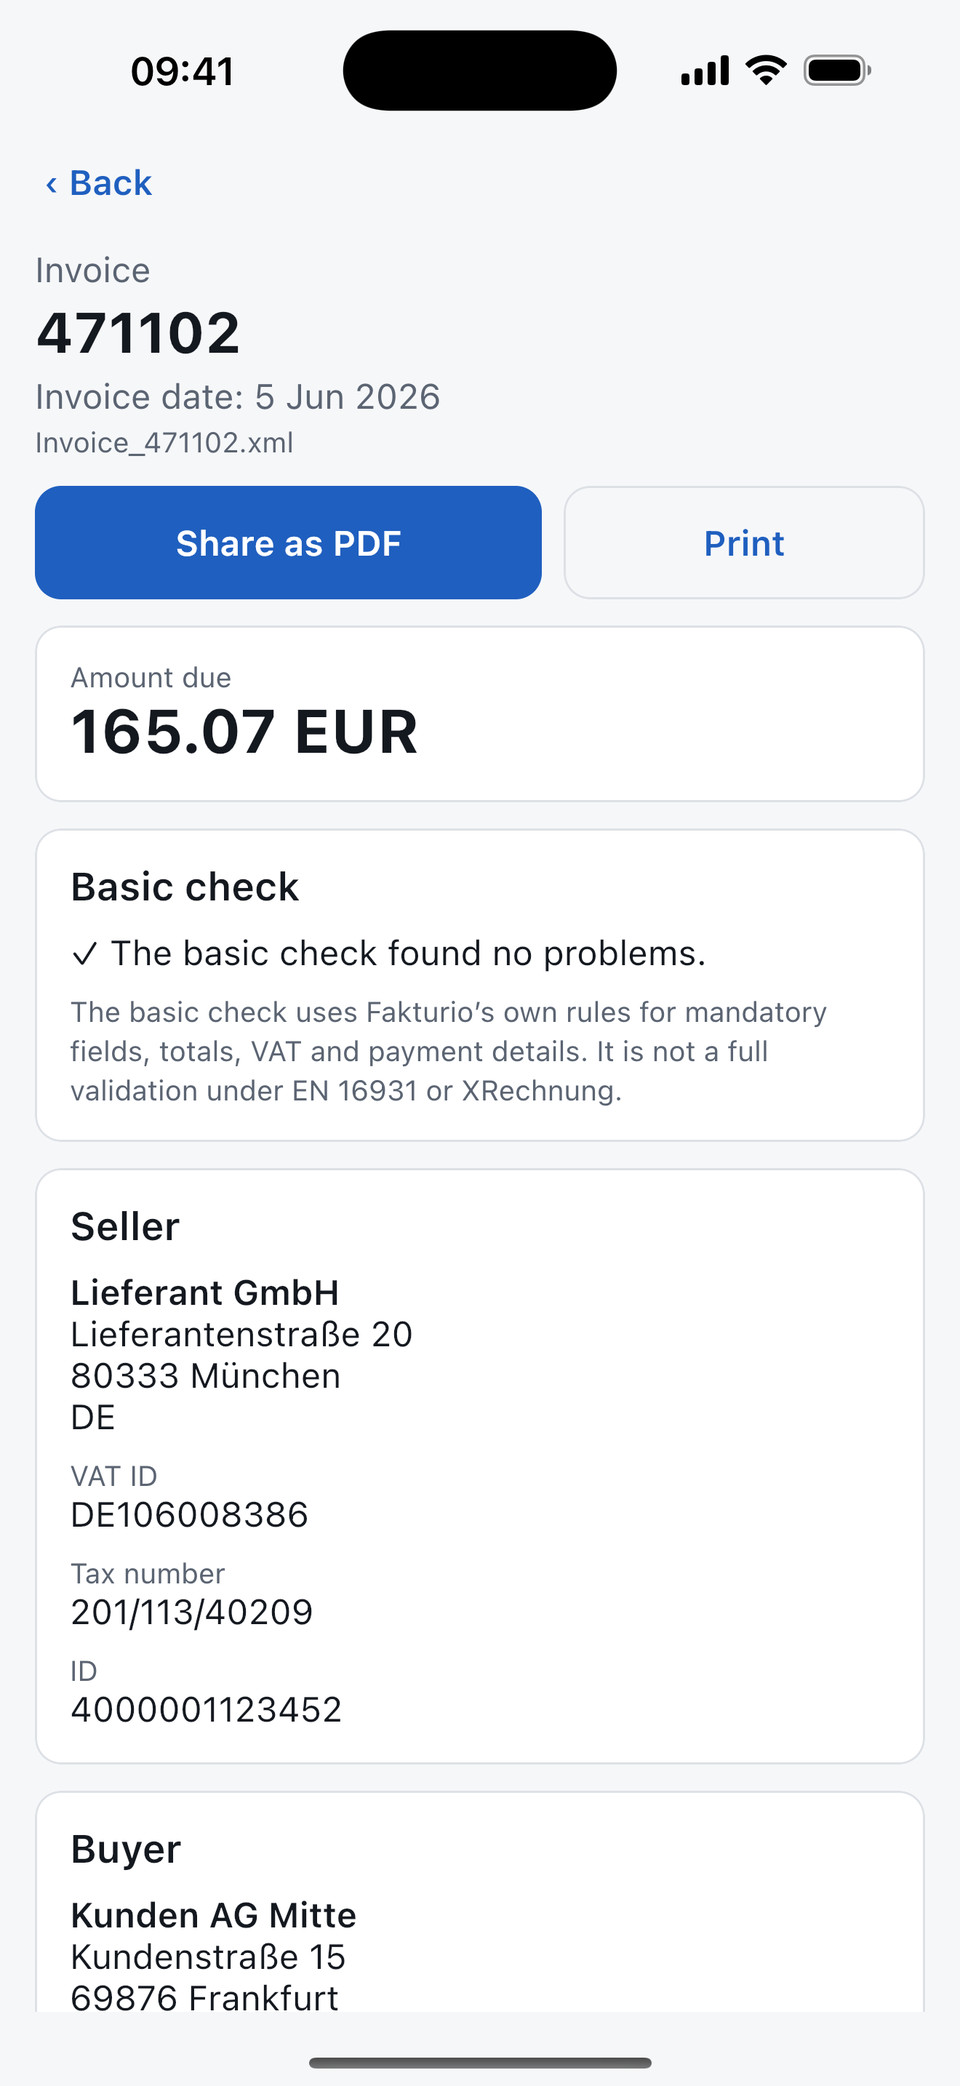 09:41
‹ Back
Invoice
471102
Invoice date: 5 Jun 2026
Invoice_471102.xml
Share as PDF
Print
Amount due
165.07 EUR
Basic check
✓ The basic check found no problems.
The basic check uses Fakturio’s own rules for mandatory
fields, totals, VAT and payment details. It is not a full
validation under EN 16931 or XRechnung.
Seller
Lieferant GmbH
Lieferantenstraße 20
80333 München
DE
VAT ID
DE106008386
Tax number
201/113/40209
ID
4000001123452
Buyer
Kunden AG Mitte
Kundenstraße 15
69876 Frankfurt